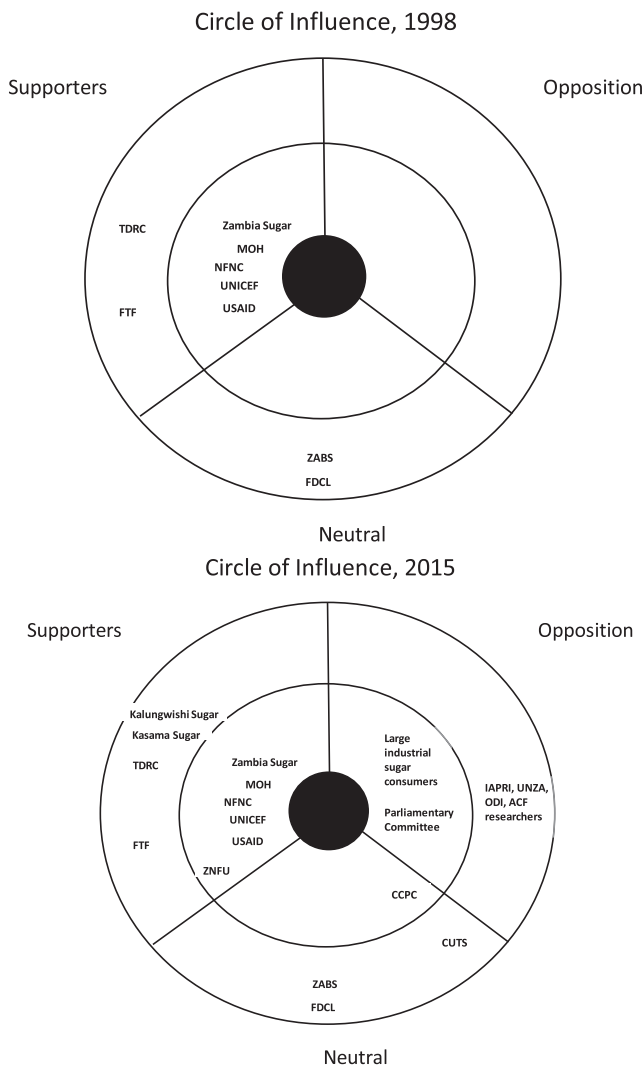 Circle of Influence, 1998
Supporters
Opposition
TDRC
Zambia Sugar
MOH
NFNC
UNICEF
USAID
FTF
ZABS
FDCL
Neutral
Circle of Influence, 2015
Supporters
Opposition
Kalungwishi Sugar
Kasama Sugar
TDRC
FTF
Zambia Sugar
MOH
NFNC
UNICEF
USAID
ZNFU
Large
industrial
sugar
consumers
Parliamentary
Committee
IAPRI, UNZA,
ODI, ACF
researchers
CCPC
CUTS
ZABS
FDCL
Neutral